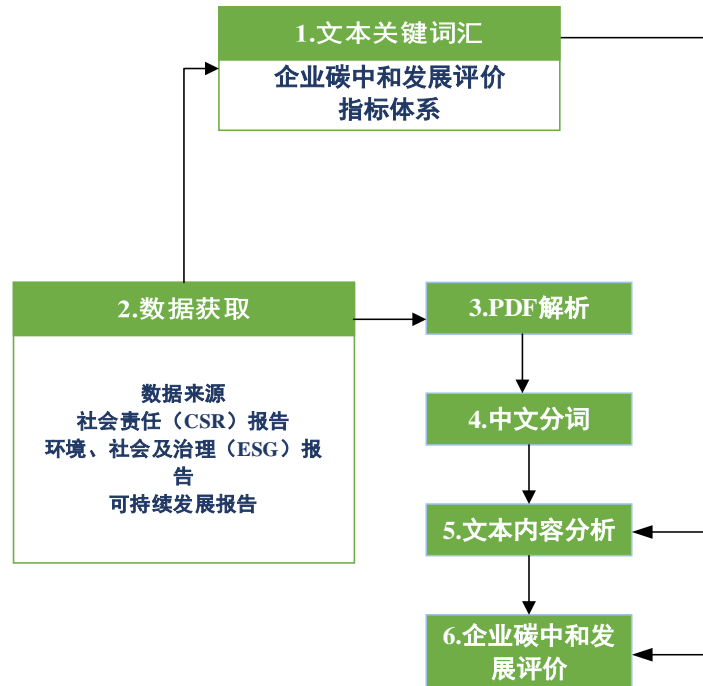 1.文本关键词汇
企业碳中和发展评价
指标体系
2.数据获取
数据来源
社会责任（CSR）报告
环境、社会及治理（ESG）报
告
可持续发展报告
3.PDF解析
4.中文分词
5.文本内容分析
6.企业碳中和发
展评价